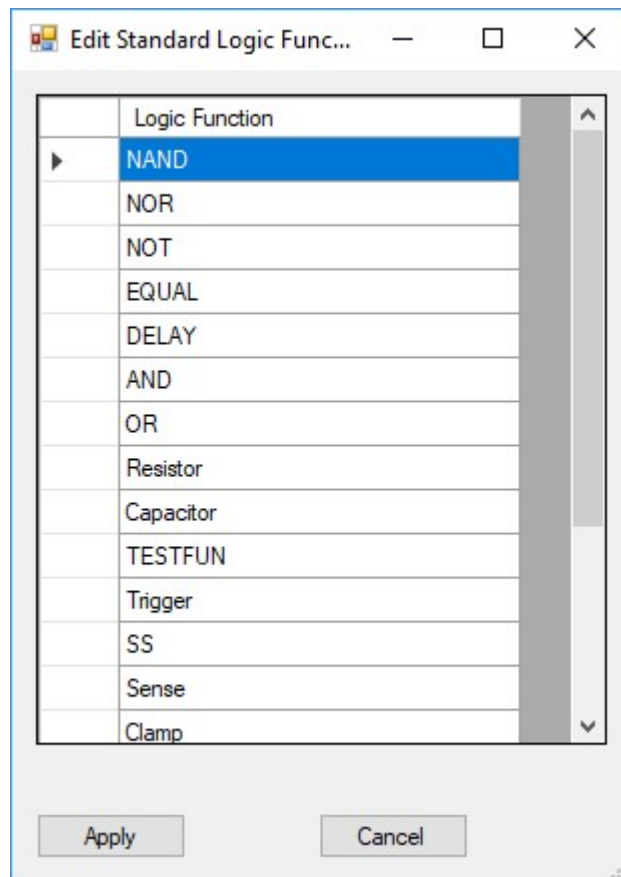 Edit Standard Logic Func...
Logic Function
NAND
NOR
NOT
EQUAL
DELAY
AND
OR
Resistor
Capacitor
TESTFUN
Trigger
SS
Sense
Clamp
Apply Cancel